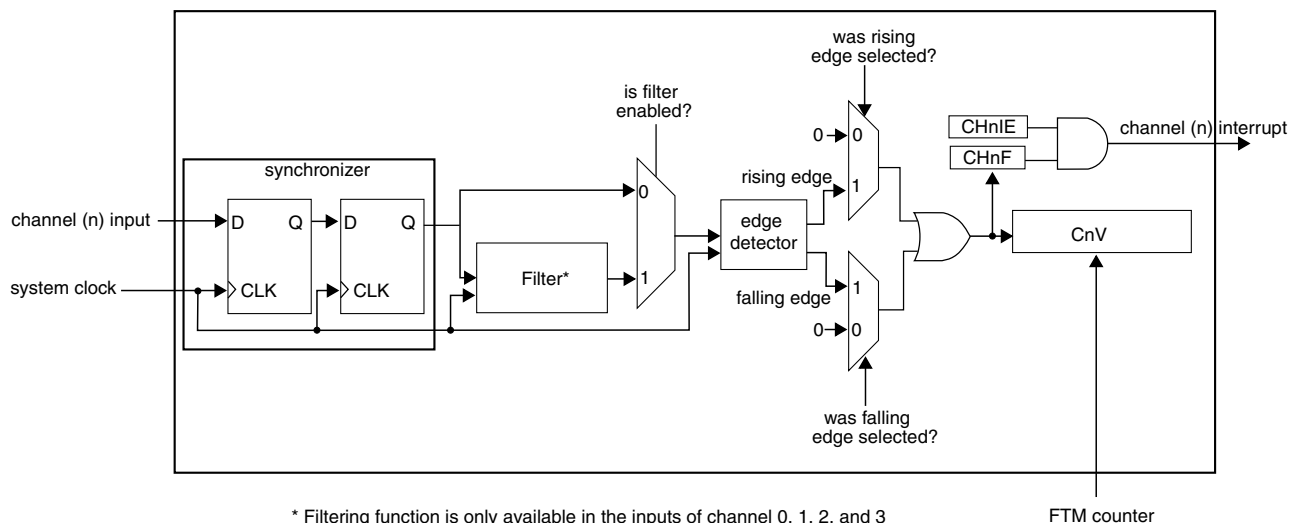 was rising
edge selected?
is filter
enabled?
0
0
CHnIE
channel (n) interrupt
CHnF
synchronizer
rising edge
1
0
channel (n) input
D
Q
D
Q
edge
detector
CnV
Filter*
1
system clock
CLK
CLK
falling edge
1
0
0
was falling
edge selected?
* Filtering function is only available in the inputs of channel 0, 1, 2, and 3
FTM counter